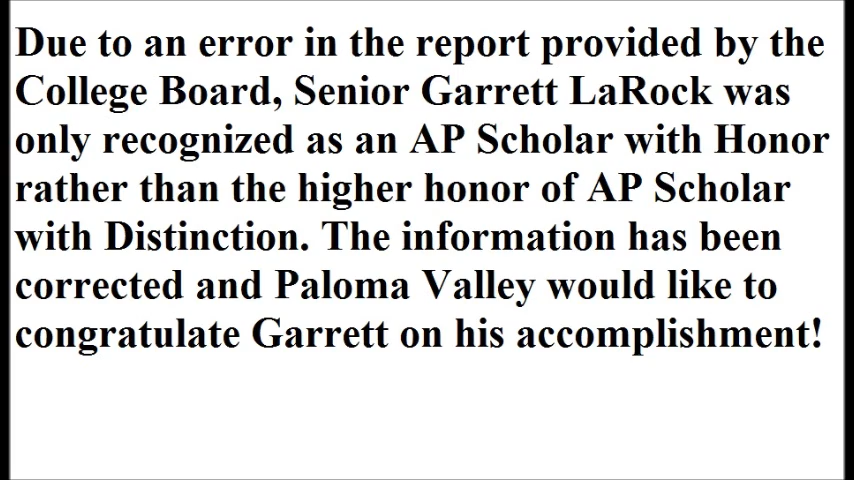 Due to an error in the report provided by the
College Board, Senior Garrett LaRock was
only recognized as an AP Scholar with Honor
rather than the higher honor of AP Scholar
with Distinction. The information has been
corrected and Paloma Valley would like to
congratulate Garrett on his accomplishment!